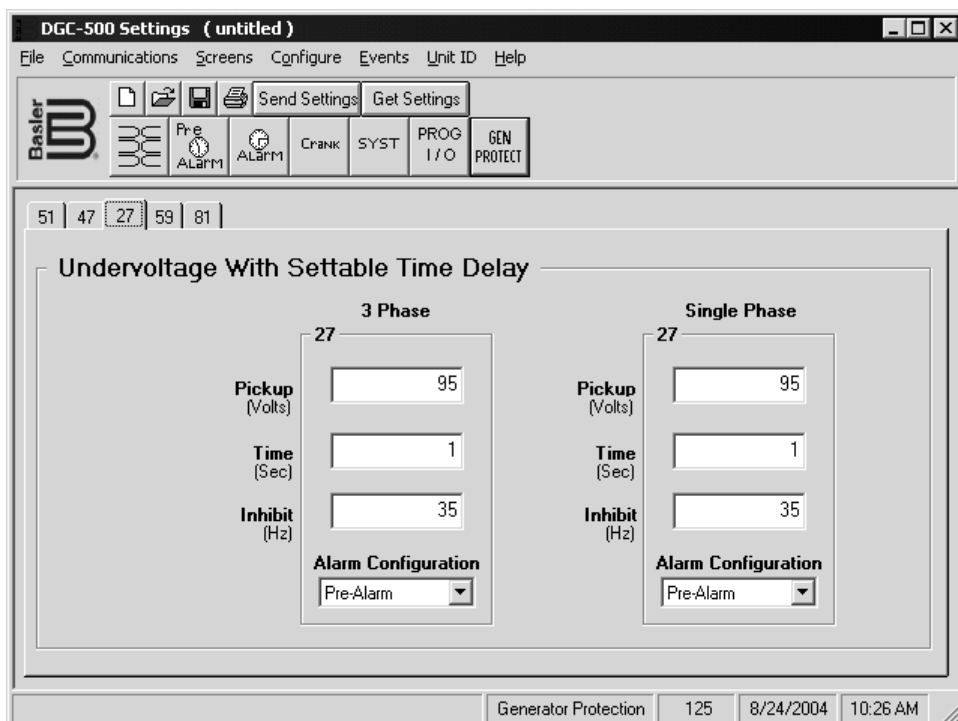 DGC-500 Settings ( untitled )
File Communications Screens Configure Events Unit ID Help
Basler
Send Settings Get Settings
Pre ALarm
ALarm
Crank
SYST
PROG I/O
GEN PROTECT
51 47 27 59 81
Undervoltage With Settable Time Delay
3 Phase Single Phase
27 27
Pickup 95 Pickup 95
(Volts) (Volts)
Time 1 Time 1
(Sec) (Sec)
Inhibit 35 Inhibit 35
(Hz) (Hz)
Alarm Configuration Alarm Configuration
Pre-Alarm Pre-Alarm
Generator Protection 125 8/24/2004 10:26 AM